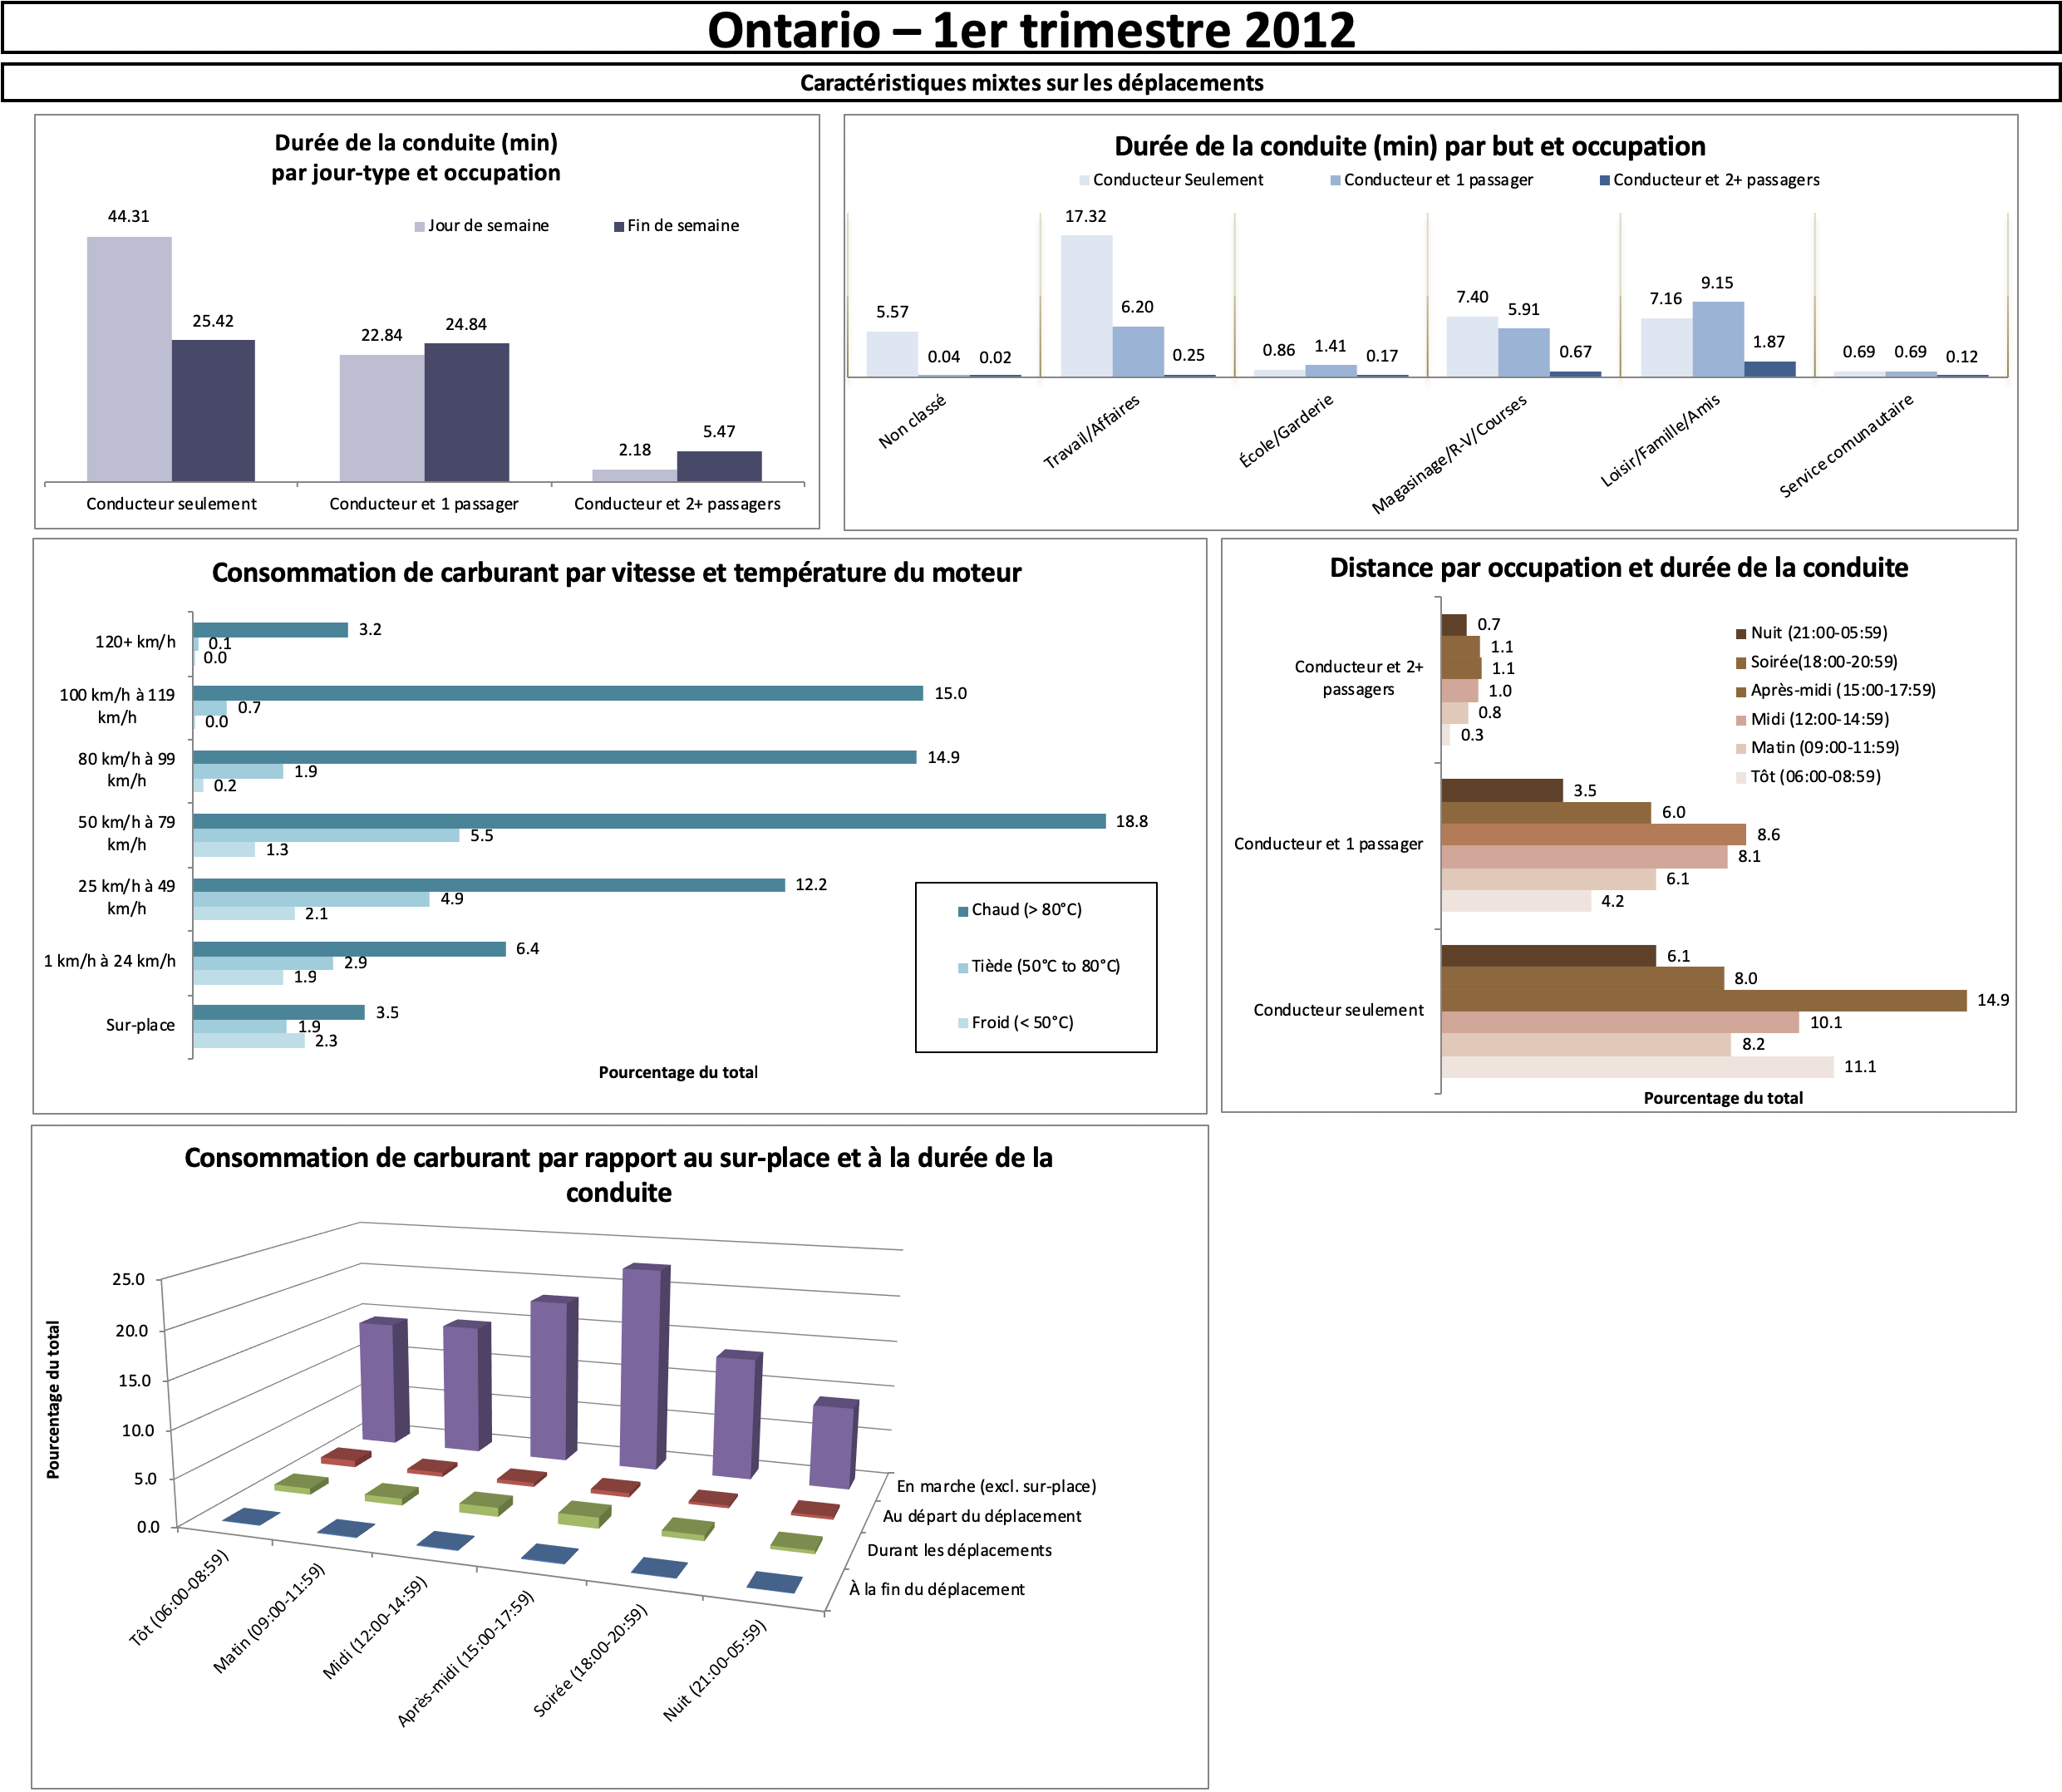 Ontario – 1er trimestre 2012
Caractéristiques mixtes sur les déplacements
Durée de la conduite (min)
par jour-type et occupation
Jour de semaine
Fin de semaine
44.31
25.42
22.84
24.84
2.18
5.47
Conducteur seulement
Conducteur et 1 passager
Conducteur et 2+ passagers
Durée de la conduite (min) par but et occupation
Conducteur Seulement
Conducteur et 1 passager
Conducteur et 2+ passagers
5.57
0.04
0.02
17.32
6.20
0.25
0.86
1.41
0.17
7.40
5.91
0.67
7.16
9.15
1.87
0.69
0.69
0.12
Non classé
Travail/Affaires
École/Garderie
Magasinage/R-V/Courses
Loisir/Famille/Amis
Service comunautaire
Consommation de carburant par vitesse et température du moteur
120+ km/h
3.2
0.1
0.0
100 km/h à 119
km/h
15.0
0.7
0.0
80 km/h à 99
km/h
14.9
1.9
0.2
50 km/h à 79
km/h
18.8
5.5
1.3
25 km/h à 49
km/h
12.2
4.9
2.1
1 km/h à 24 km/h
6.4
2.9
1.9
Sur-place
3.5
1.9
2.3
Chaud (> 80°C)
Tiède (50°C to 80°C)
Froid (< 50°C)
Pourcentage du total
Distance par occupation et durée de la conduite
Conducteur et 2+
passagers
0.7
1.1
1.1
1.0
0.8
0.3
Nuit (21:00-05:59)
Soirée(18:00-20:59)
Après-midi (15:00-17:59)
Midi (12:00-14:59)
Matin (09:00-11:59)
Tôt (06:00-08:59)
Conducteur et 1 passager
3.5
6.0
8.6
8.1
6.1
4.2
Conducteur seulement
6.1
8.0
14.9
10.1
8.2
11.1
Pourcentage du total
Consommation de carburant par rapport au sur-place et à la durée de la
conduite
Pourcentage du total
25.0
20.0
15.0
10.0
5.0
0.0
En marche (excl. sur-place)
Au départ du déplacement
Durant les déplacements
À la fin du déplacement
Tôt (06:00-08:59)
Matin (09:00-11:59)
Midi (12:00-14:59)
Après-midi (15:00-17:59)
Soirée (18:00-20:59)
Nuit (21:00-05:59)